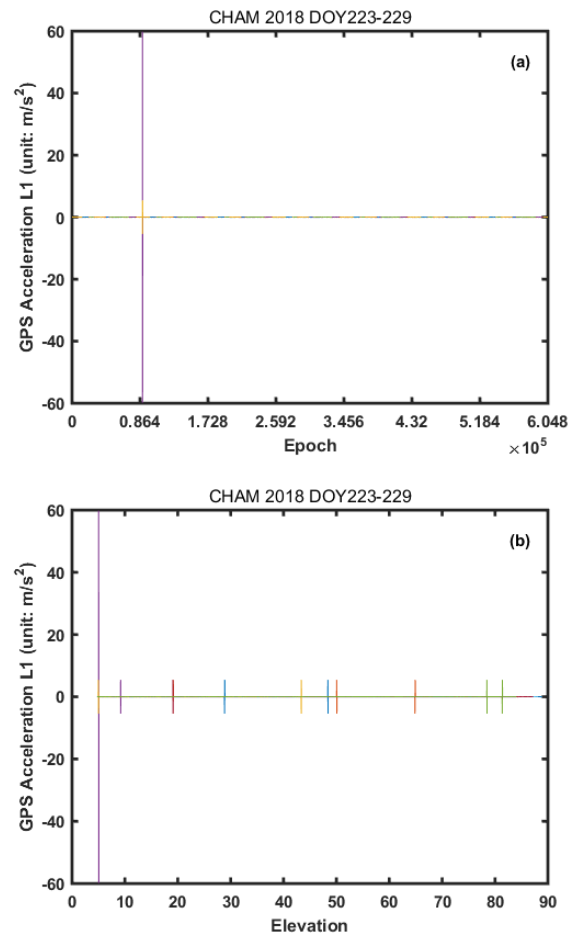 CHAM 2018 DOY223-229
(a)
60
40
20
0
-20
-40
-60
GPS Acceleration L1 (unit: m/s²)
0 0.864 1.728 2.592 3.456 4.32 5.184 6.048
Epoch
×10⁵
CHAM 2018 DOY223-229
(b)
60
40
20
0
-20
-40
-60
GPS Acceleration L1 (unit: m/s²)
0 10 20 30 40 50 60 70 80 90
Elevation